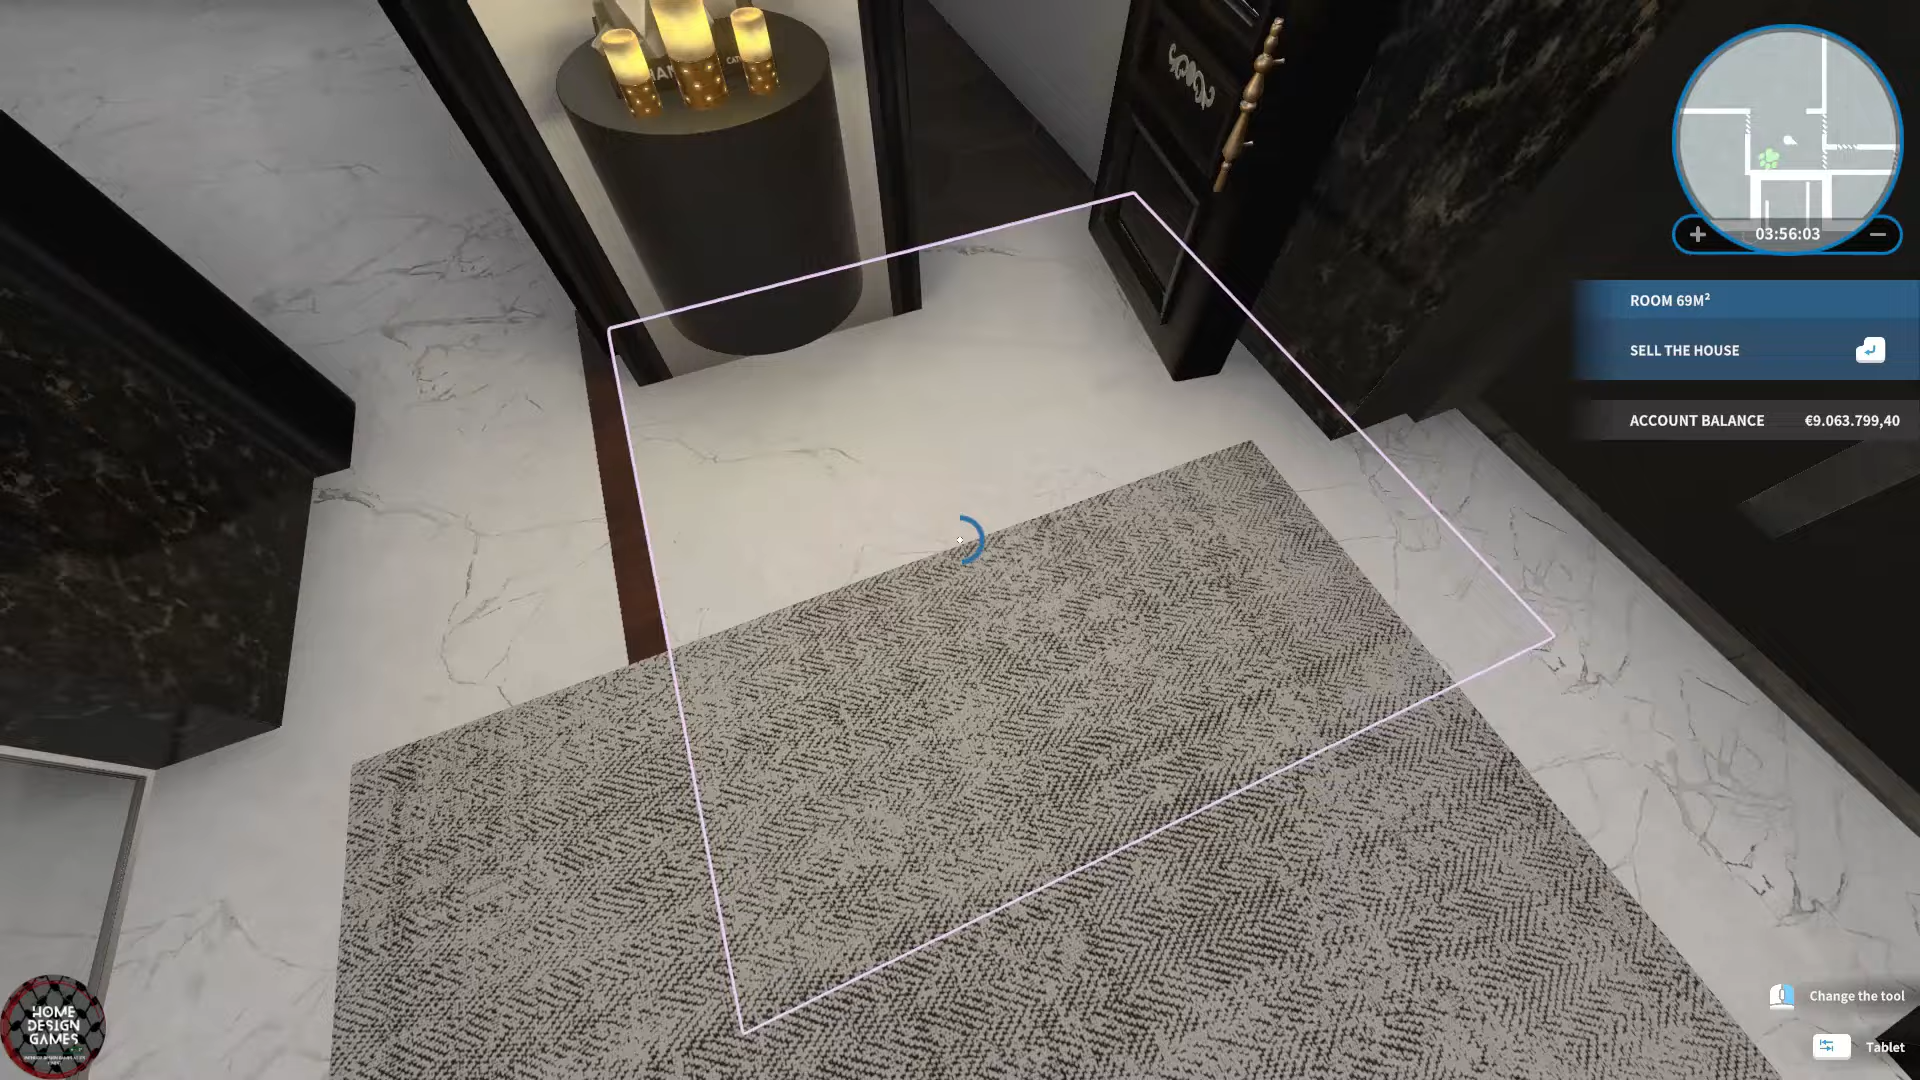 03:56:03
ROOM 69M²
SELL THE HOUSE
ACCOUNT BALANCE €9.063.799,40
HOME
DESIGN
GAMES
Change the tool
Tablet